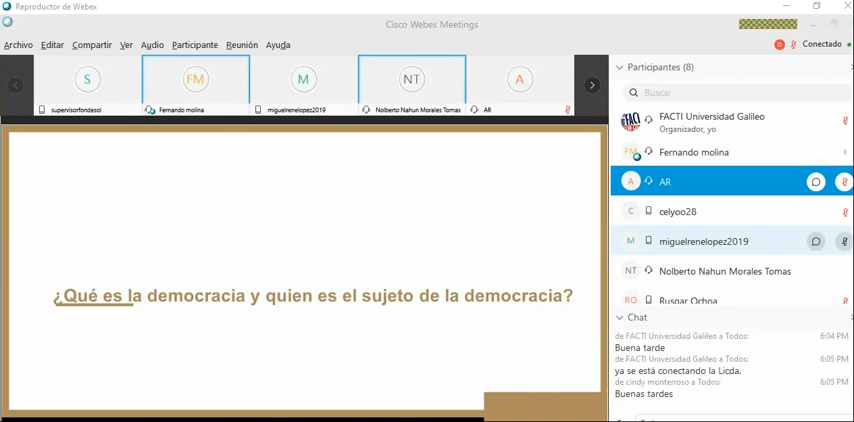 Reproductor de Webex
Cisco Webex Meetings
Archivo Editar Compartir Ver Audio Participante Reunión Ayuda
Conectado
S
FM
M
NT
A
supervisorfondesol
Fernando molina
miguelrenelopez2019
Nolberto Nahun Morales Tomas
AR
¿Qué es la democracia y quien es el sujeto de la democracia?
Participantes (8)
Buscar
FACTI
FACTI Universidad Galileo
Organizador, yo
FM Fernando molina
A AR
C celyoo28
M miguelrenelopez2019
NT Nolberto Nahun Morales Tomas
RO Rusgar Ochoa
Chat
de FACTI Universidad Galileo a Todos: 6:04 PM
Buena tarde
de FACTI Universidad Galileo a Todos: 6:05 PM
ya se está conectando la Licda.
de cindy monterroso a Todos: 6:05 PM
Buenas tardes